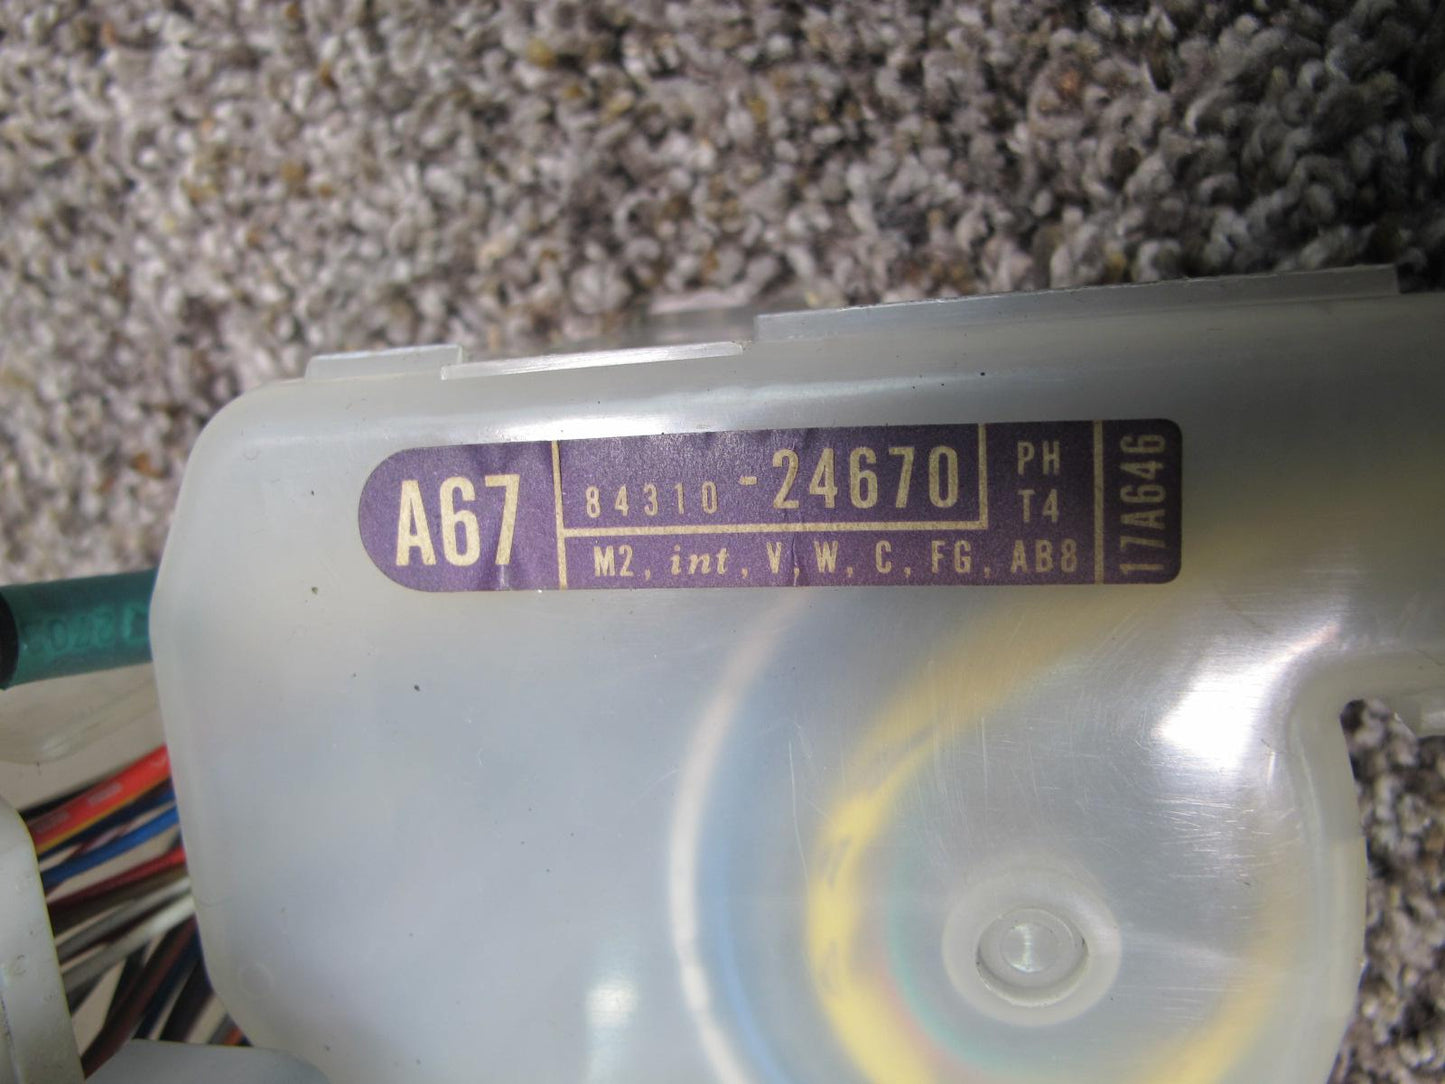 A67
84310-24670
PH
T4
M2, int, V, W, C, FG, AB8
17A646